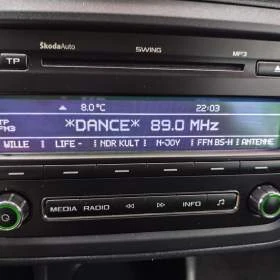 ŠkodaAuto SWING MP3
TP
8.0°C 22:03
TP
FM3 *DANCE* 89.0 MHz
WILLE LIFE - NDR KULT N-JOY FFN BS-H ANTENNE
MEDIA RADIO INFO